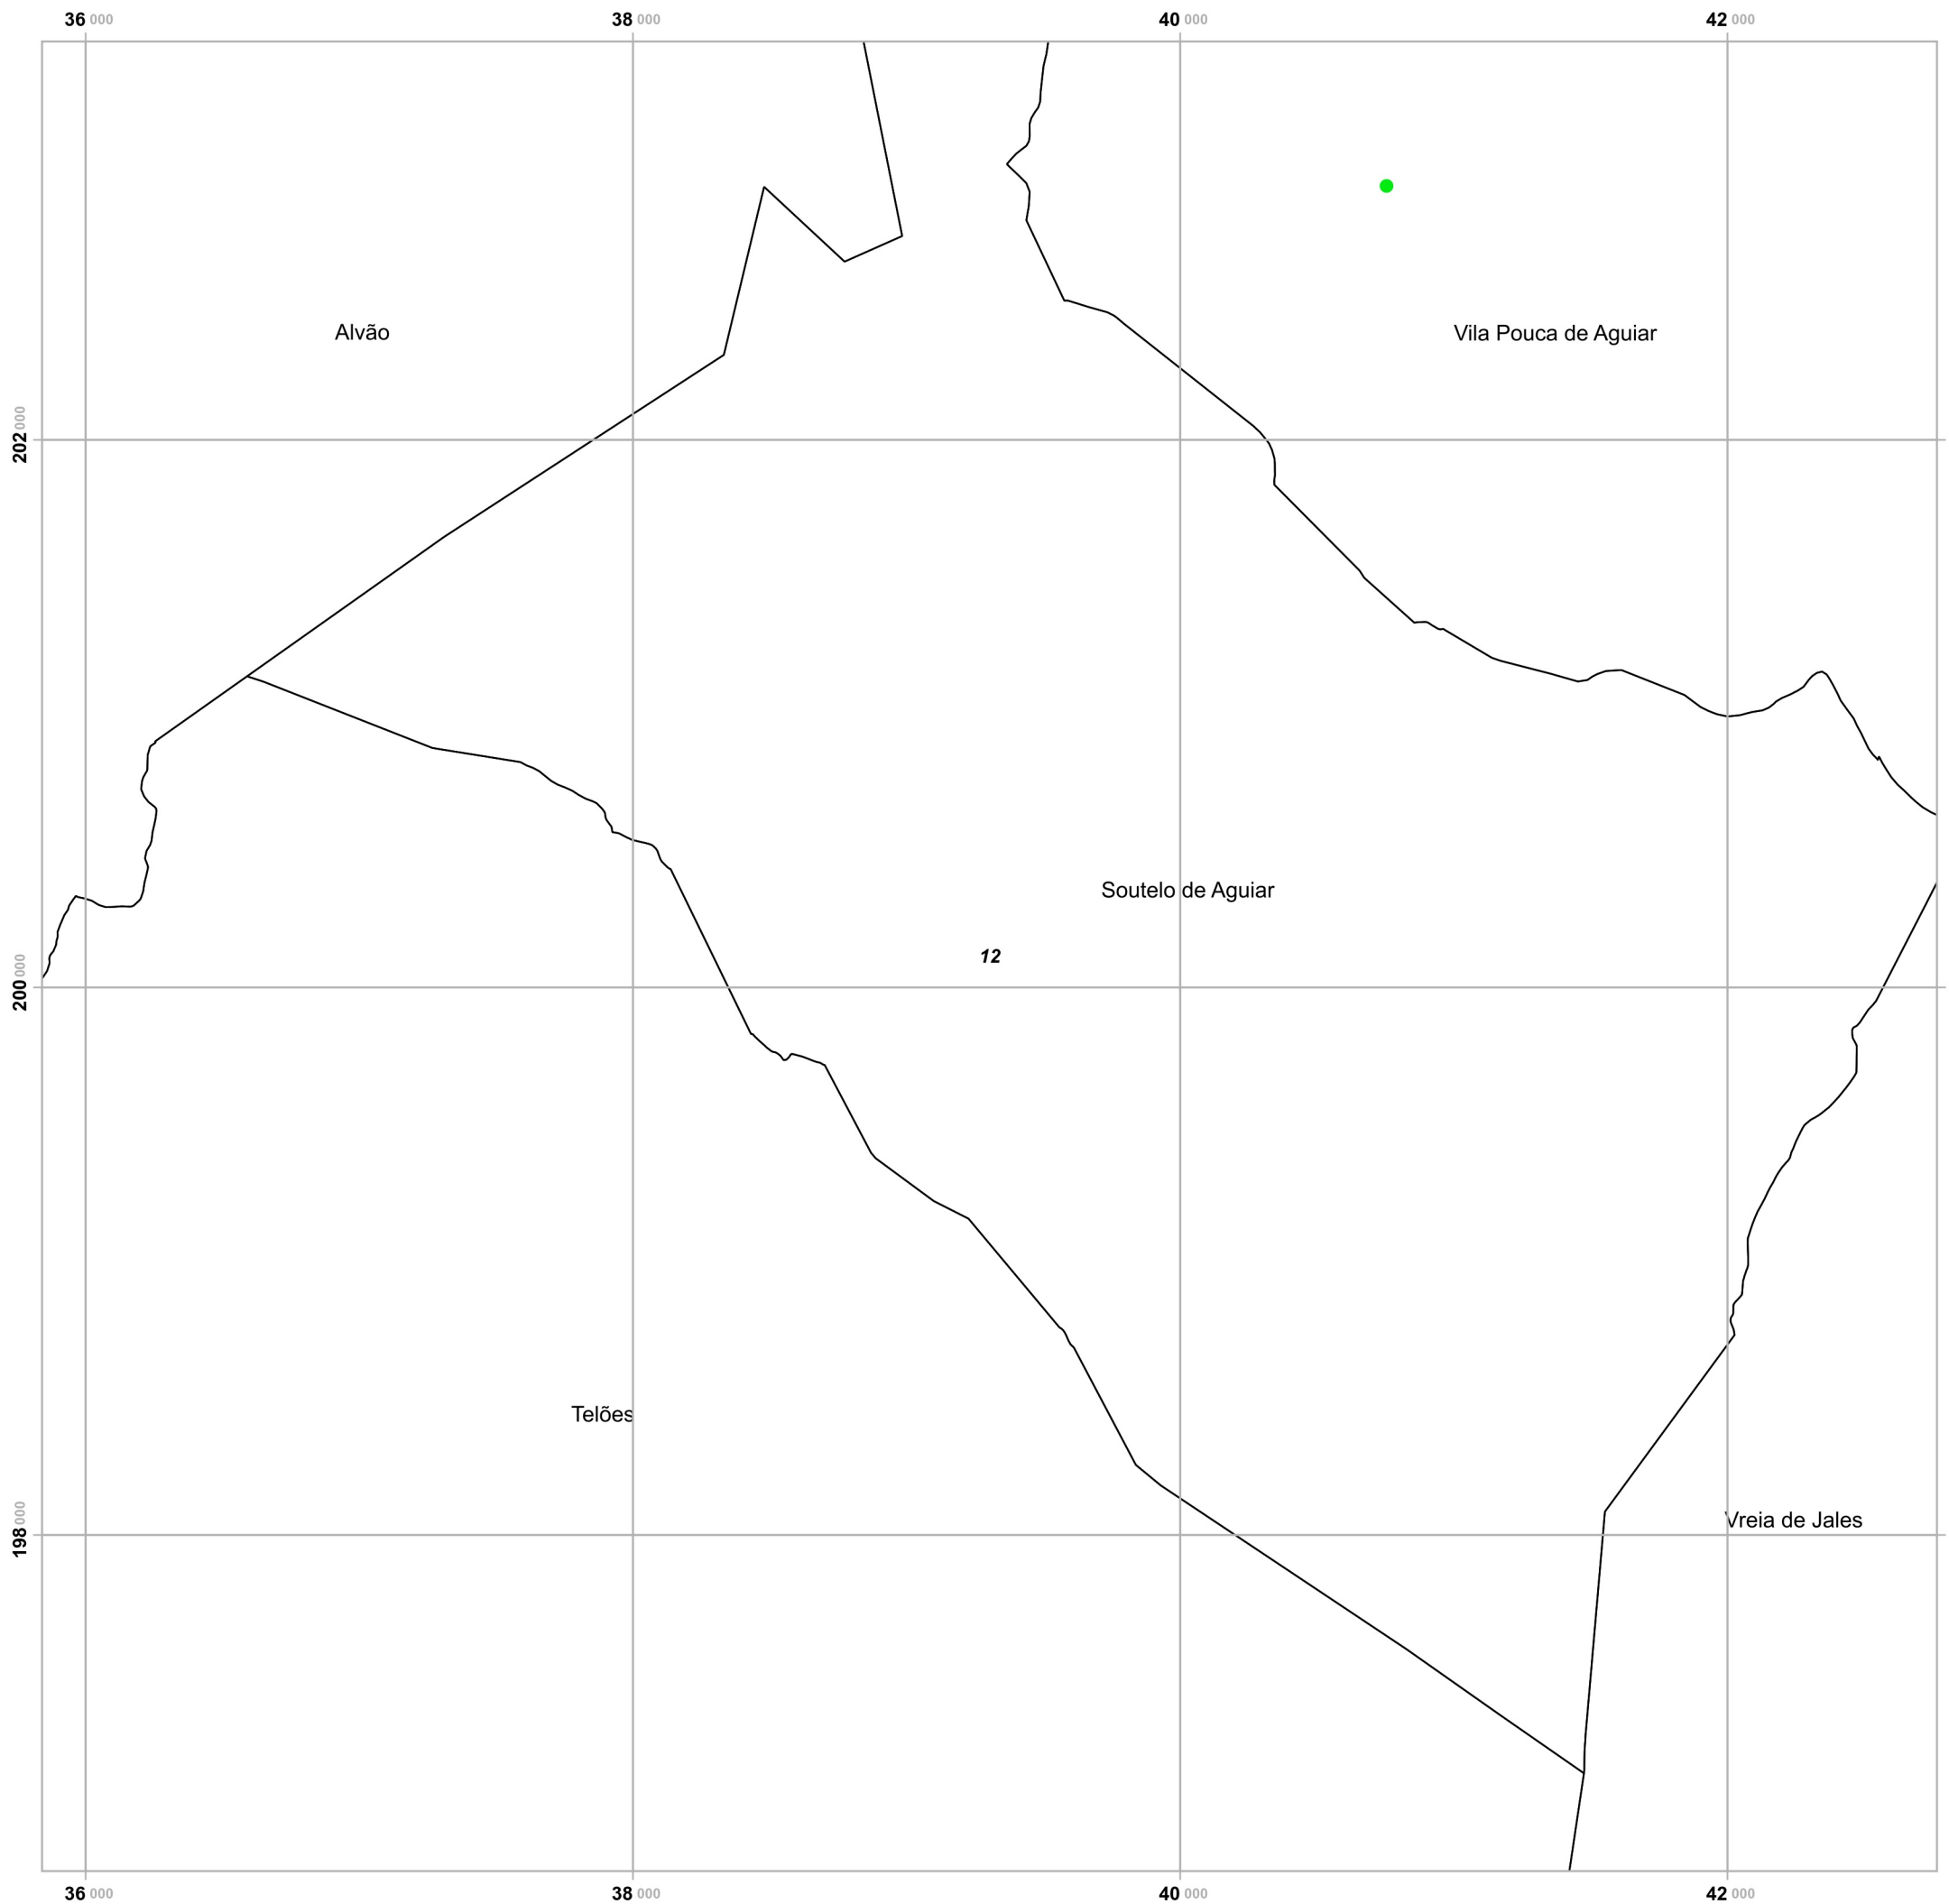 36 000 38 000 40 000 42 000
Alvão
Vila Pouca de Aguiar
202 000
Soutelo de Aguiar
12
200 000
Telões
Vreia de Jales
198 000
36 000 38 000 40 000 42 000